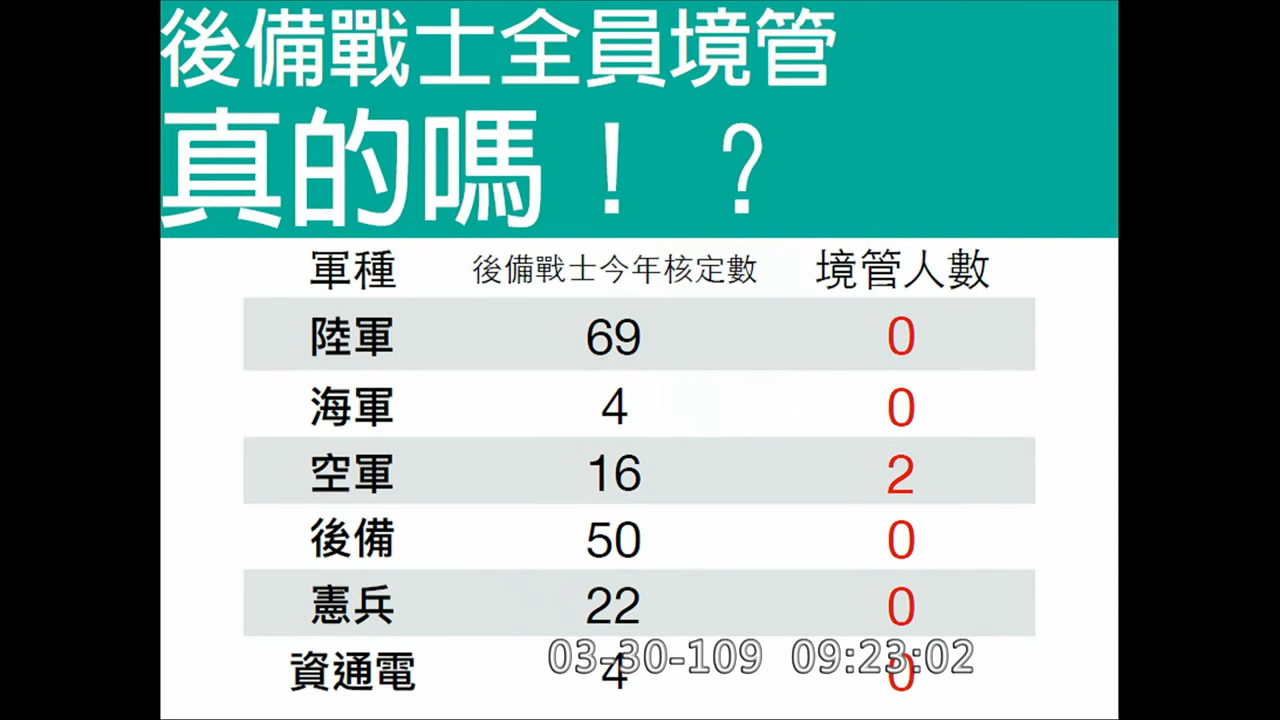 後備戰士全員境管
真的嗎！？
軍種 後備戰士今年核定數 境管人數
陸軍 69 0
海軍 4 0
空軍 16 2
後備 50 0
憲兵 22 0
資通電 4 0
03-30-109 09:23:02